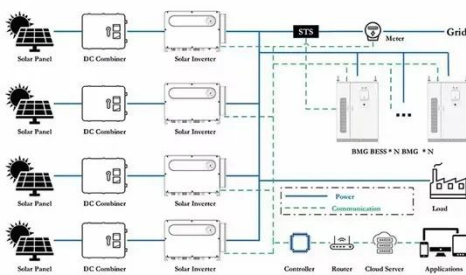 STS
Meter
Grid
Solar Panel DC Combiner Solar Inverter
Solar Panel DC Combiner Solar Inverter
BMG BESS * N BMG * N
Solar Panel DC Combiner Solar Inverter
Power
Communication
Load
Solar Panel DC Combiner Solar Inverter
Controller Router Cloud Server Application